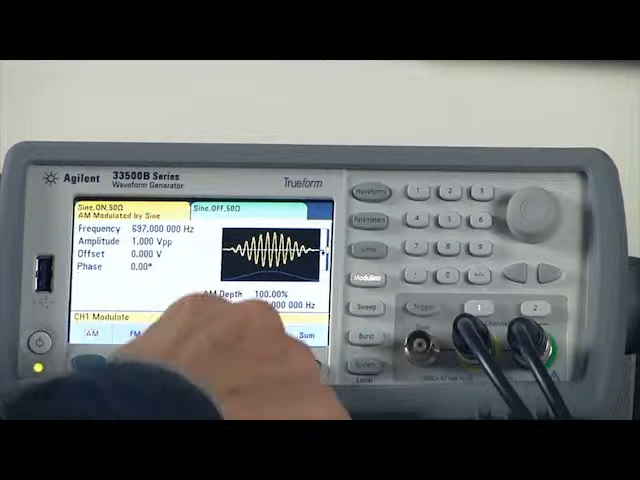 Agilent
33500B Series
Waveform Generator
Trueform
Sine,ON,50Ω
AM Modulated by Sine
Sine,OFF,50Ω
Frequency 697.000 000 Hz
Amplitude 1.000 Vpp
Offset 0.000 V
Phase 0.00°
AM Depth 100.00%
000 000 Hz
CH1 Modulate
AM
FM
Sum
Waveforms
Parameters
Units
Modulate
Sweep
Burst
System
Local
1 2 3
4 5 6
7 8 9
0 . +/-
Trigger
1
2
Sync
Channel